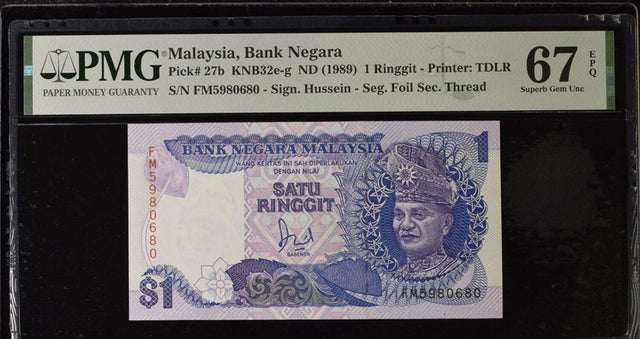 PMG
PAPER MONEY GUARANTY
Malaysia, Bank Negara
Pick# 27b KNB32e-g ND (1989) 1 Ringgit - Printer: TDLR
S/N FM5980680 - Sign. Hussein - Seg. Foil Sec. Thread
67 EPQ
Superb Gem Unc
BANK NEGARA MALAYSIA
1
WANG KERTAS INI SAH DIPERLAKUKAN
DENGAN NILAI
FM5980680
SATU
RINGGIT
GABENOR
$1
FM5980680